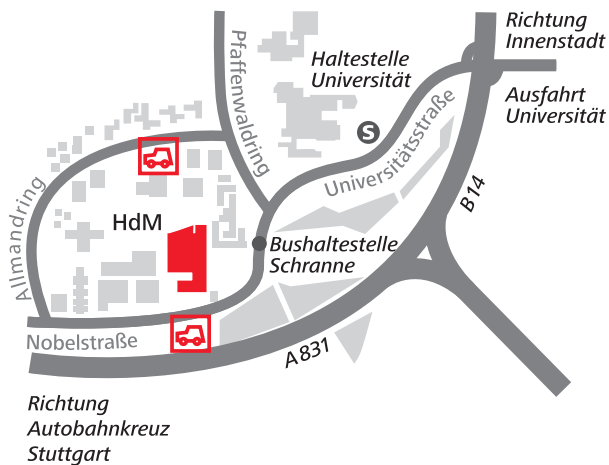 Richtung
Innenstadt
Haltestelle
Universität
Ausfahrt
Universität
Pfaffenwaldring
S
Universitätsstraße
B14
Allmandring
HdM
Bushaltestelle
Schranne
Nobelstraße
A 831
Richtung
Autobahnkreuz
Stuttgart